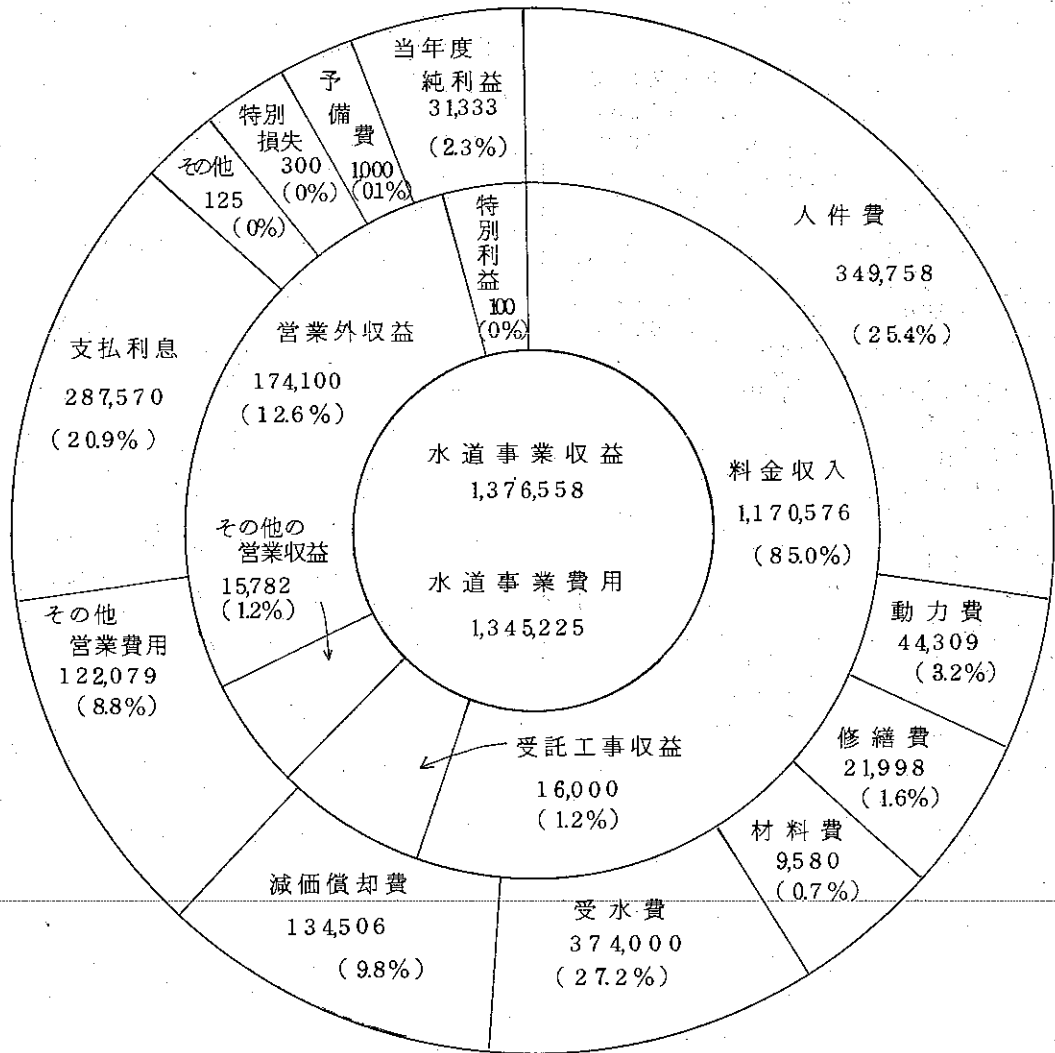 当年度
純利益
31,333
(2.3%)
人件費
349,758
(25.4%)
動力費
44,309
(3.2%)
修繕費
21,998
(1.6%)
材料費
9,580
(0.7%)
受水費
374,000
(27.2%)
減価償却費
134,506
(9.8%)
その他
営業費用
122,079
(8.8%)
支払利息
287,570
(20.9%)
その他
125
(0%)
特別
損失
300
(0%)
予
備
費
1,000
(0.1%)
特
別
利
益
100
(0%)
料金収入
1,170,576
(85.0%)
受託工事収益
16,000
(1.2%)
その他の
営業収益
15,782
(1.2%)
営業外収益
174,100
(12.6%)
水道事業収益
1,376,558
水道事業費用
1,345,225